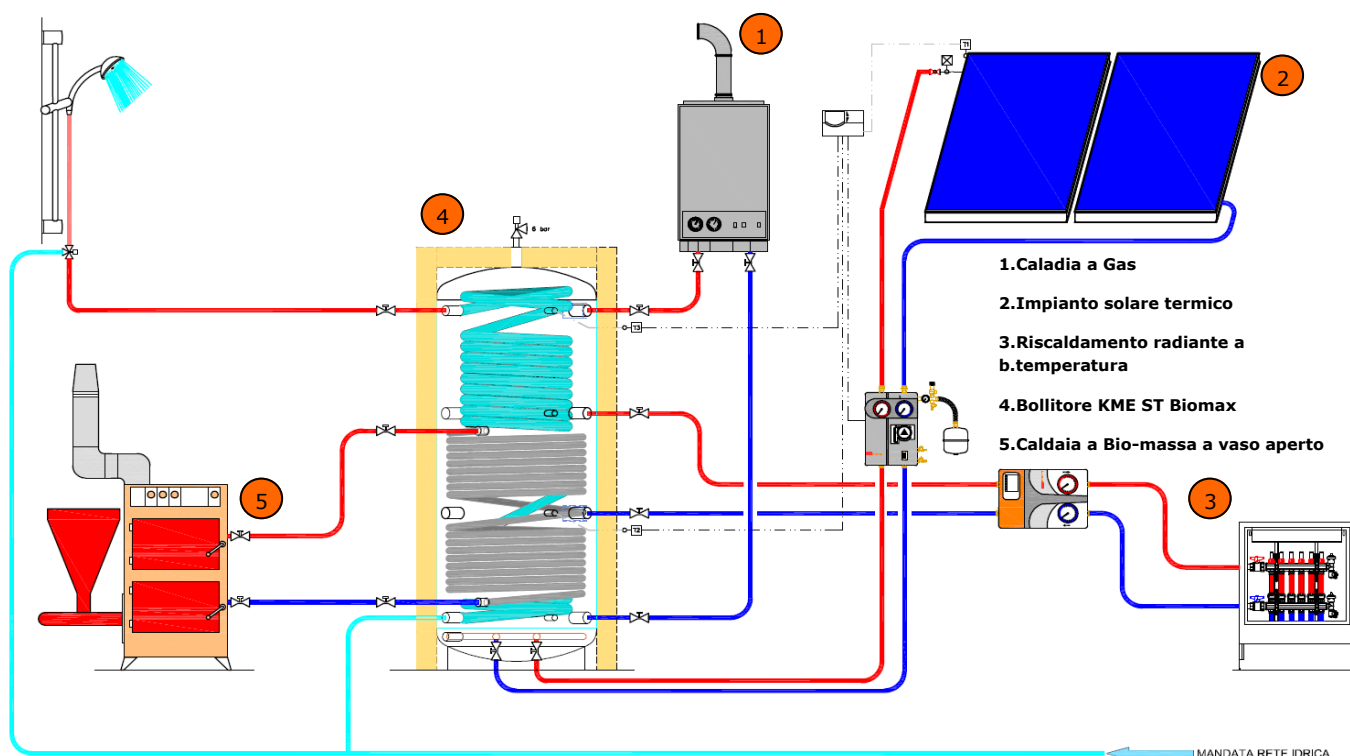 1
T1
2
4
6 bar
1.Caladia a Gas
2.Impianto solare termico
T3
3.Riscaldamento radiante a
b.temperatura
4.Bollitore KME ST Biomax
5.Caldaia a Bio-massa a vaso aperto
5
3
T2
MANDATA RETE IDRICA